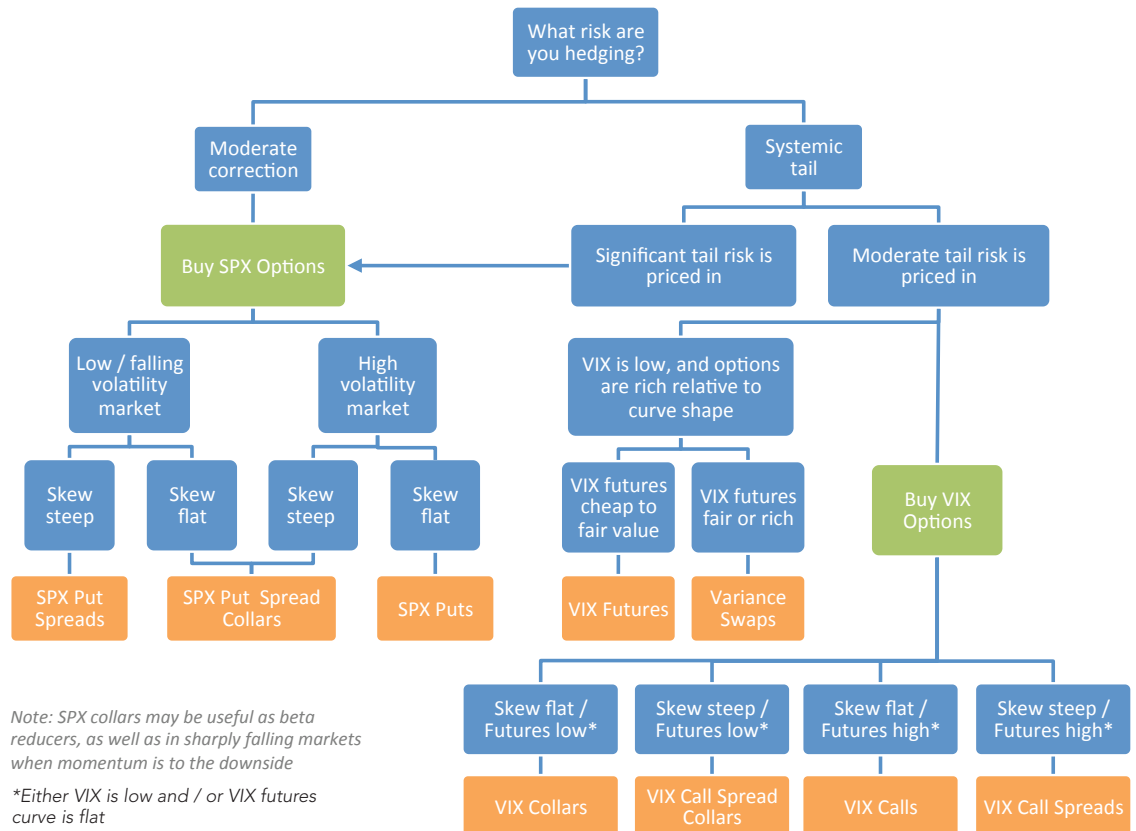 What risk are
you hedging?
Moderate
correction
Systemic
tail
Buy SPX Options
Significant tail risk is
priced in
Moderate tail risk is
priced in
Low / falling
volatility
market
High
volatility
market
VIX is low, and options
are rich relative to
curve shape
Skew
steep
Skew
flat
Skew
steep
Skew
flat
VIX futures
cheap to
fair value
VIX futures
fair or rich
Buy VIX
Options
SPX Put
Spreads
SPX Put Spread
Collars
SPX Puts
VIX Futures
Variance
Swaps
Skew flat /
Futures low*
Skew steep /
Futures low*
Skew flat /
Futures high*
Skew steep /
Futures high*
VIX Collars
VIX Call Spread
Collars
VIX Calls
VIX Call Spreads
Note: SPX collars may be useful as beta
reducers, as well as in sharply falling markets
when momentum is to the downside
*Either VIX is low and / or VIX futures
curve is flat